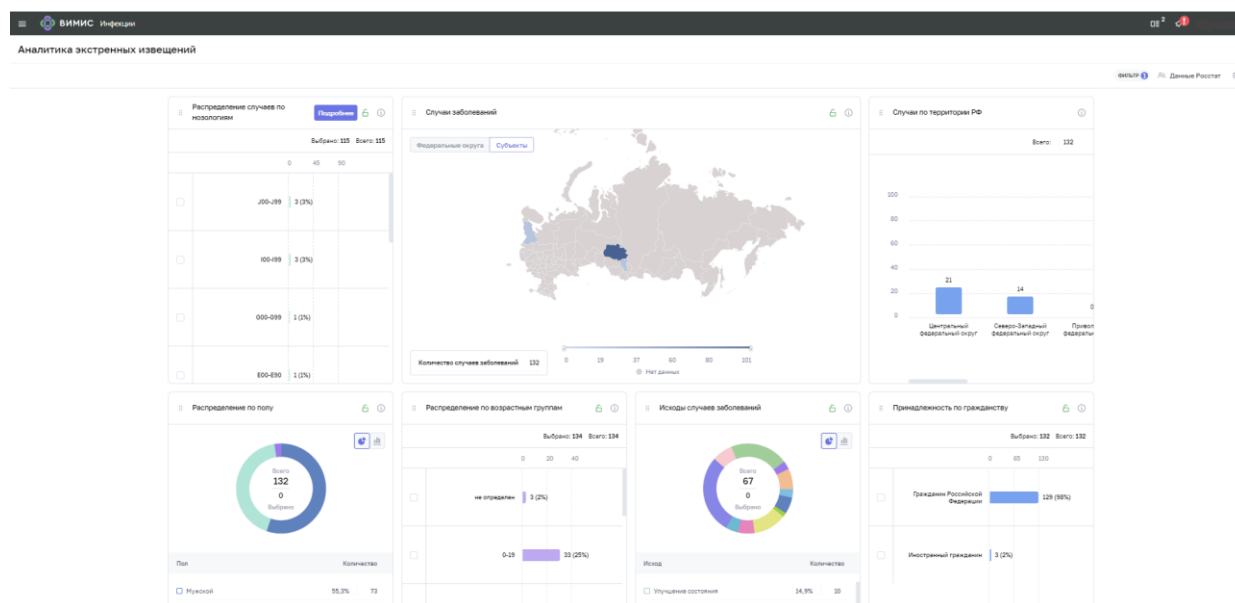 ВИМИС Инфекции
2
Аналитика экстренных извещений
ФИЛЬТР 1 Данные Росстат
Распределение случаев по
нозологиям
Подробнее
Выбрано: 115 Всего: 115
0 45 90
J00-J99 3 (3%)
I00-I99 3 (3%)
O00-O99 1 (1%)
E00-E90 1 (1%)
Случаи заболеваний
Федеральные округа Субъекты
Количество случаев заболеваний 132
0 19 37 60 80 101
Нет данных
Случаи по территории РФ
Всего: 132
100
80
60
40
20
0
21
14
0
Центральный
федеральный округ
Северо-Западный
федеральный округ
Привол
федеральн
Распределение по полу
Всего
132
0
Выбрано
Пол Количество
Мужской 55,3% 73
Распределение по возрастным группам
Выбрано: 134 Всего: 134
0 20 40
не определен 3 (2%)
0-19 33 (25%)
Исходы случаев заболеваний
Всего
67
0
Выбрано
Исход Количество
Улучшение состояния 14,9% 10
Принадлежность по гражданству
Выбрано: 132 Всего: 132
0 65 130
Гражданин Российской
Федерации
129 (98%)
Иностранный гражданин 3 (2%)